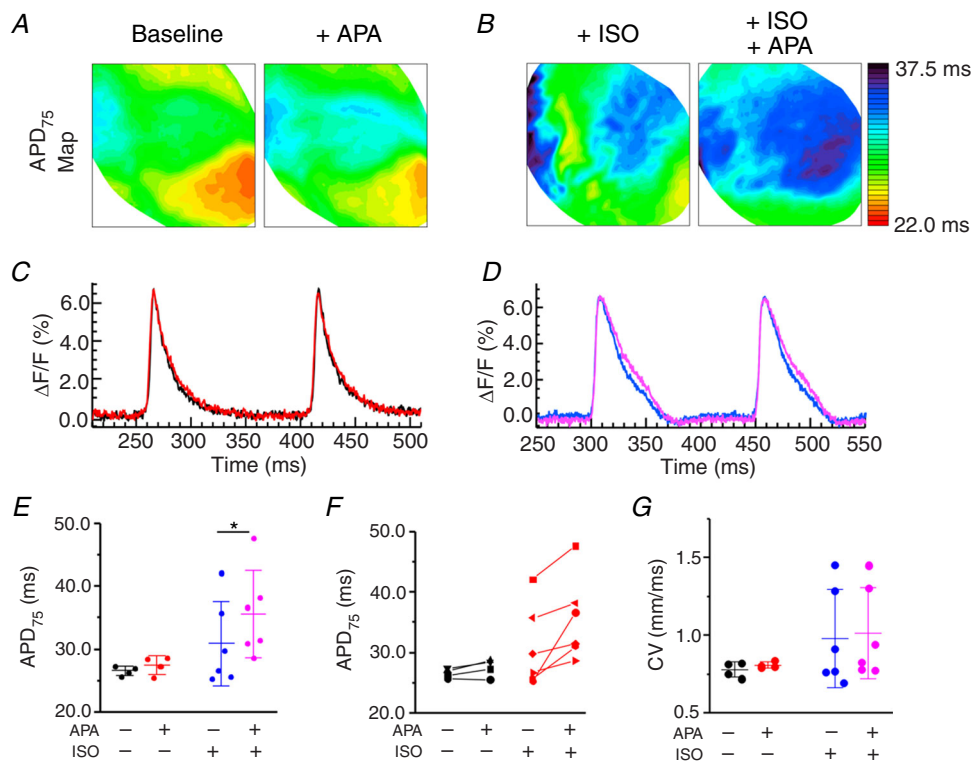 A
Baseline
+ APA
B
+ ISO
+ ISO
+ APA
APD75
Map
37.5 ms
22.0 ms
C
6.0
4.0
2.0
0.0
ΔF/F (%)
250 300 350 400 450 500
Time (ms)
D
6.0
4.0
2.0
0.0
ΔF/F (%)
250 300 350 400 450 500 550
Time (ms)
E
50.0
40.0
30.0
20.0
APD75 (ms)
*
APA − + − +
ISO − − + +
F
50.0
40.0
30.0
20.0
APD75 (ms)
APA − + − +
ISO − − + +
G
1.5
1.0
0.5
CV (mm/ms)
APA − + − +
ISO − − + +